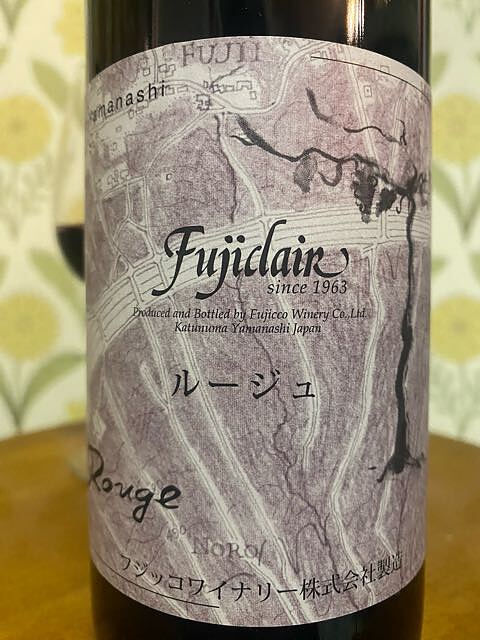 FUJII
Yamanashi
Fujiclair
since 1963
Produced and Bottled by Fujicco Winery Co.,Ltd.
Katunuma Yamanashi Japan
ルージュ
Rouge
NORO
フジッコワイナリー株式会社製造